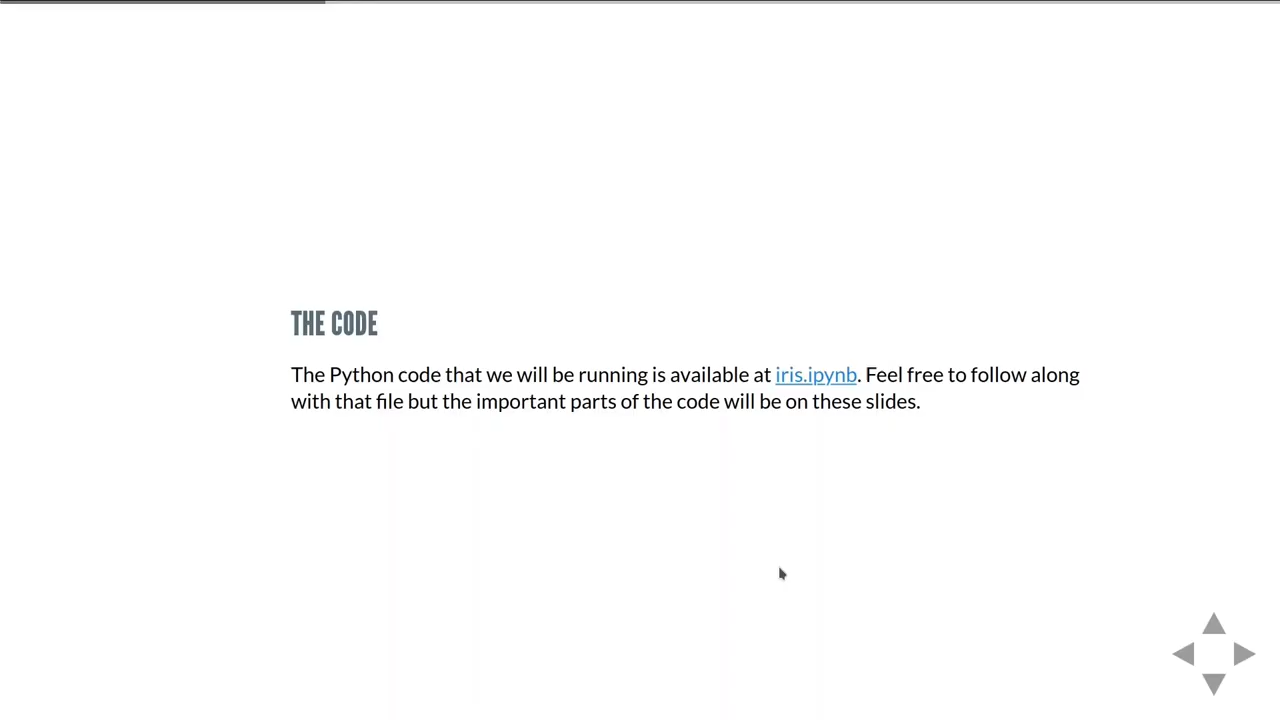 THE CODE
The Python code that we will be running is available at iris.ipynb. Feel free to follow along
with that file but the important parts of the code will be on these slides.